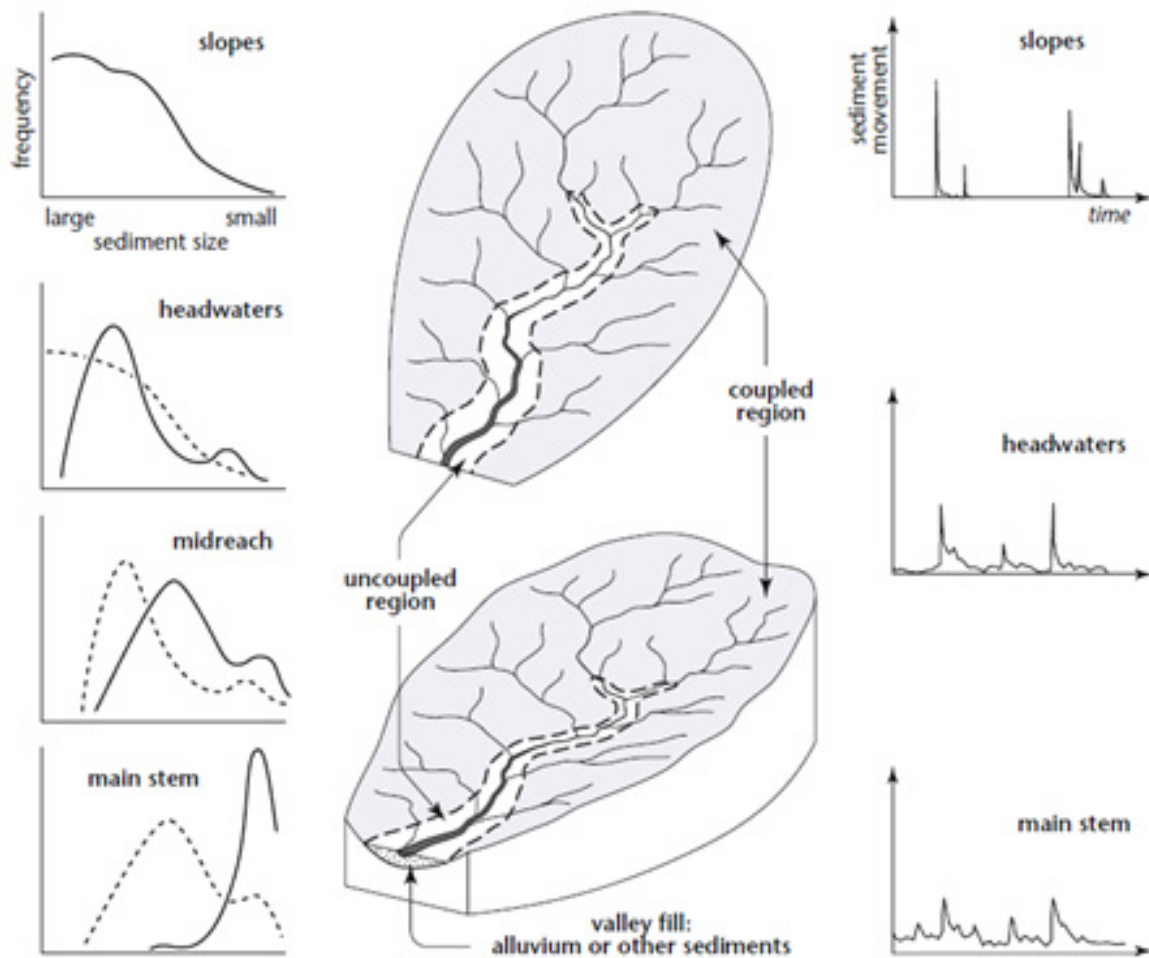 slopes
frequency
large
small
sediment size
headwaters
midreach
main stem
coupled
region
uncoupled
region
valley fill:
alluvium or other sediments
slopes
sediment
movement
time
headwaters
main stem